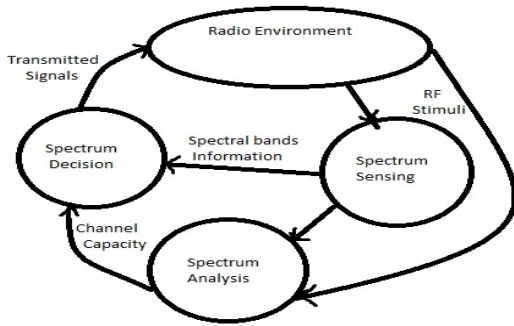 Radio Environment
Transmitted
Signals
RF
Stimuli
Spectral bands
Information
Spectrum
Decision
Spectrum
Sensing
Channel
Capacity
Spectrum
Analysis